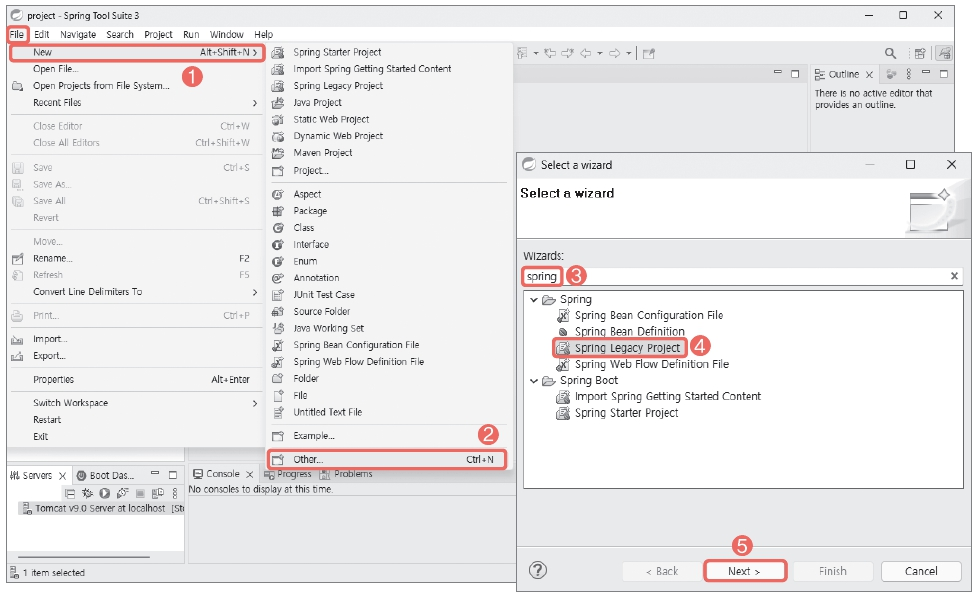 project - Spring Tool Suite 3
File Edit Navigate Search Project Run Window Help
New Alt+Shift+N >
1
Open File...
Open Projects from File System...
Recent Files >
Close Editor Ctrl+W
Close All Editors Ctrl+Shift+W
Save Ctrl+S
Save As...
Save All Ctrl+Shift+S
Revert
Move...
Rename... F2
Refresh F5
Convert Line Delimiters To >
Print... Ctrl+P
Import...
Export...
Properties Alt+Enter
Switch Workspace >
Restart
Exit
Spring Starter Project
Import Spring Getting Started Content
Spring Legacy Project
Java Project
Static Web Project
Dynamic Web Project
Maven Project
Project...
Aspect
Package
Class
Interface
Enum
Annotation
JUnit Test Case
Source Folder
Java Working Set
Spring Bean Configuration File
Spring Web Flow Definition File
Folder
File
Untitled Text File
Example...
2
Other... Ctrl+N
Outline
There is no active editor that
provides an outline.
Servers Boot Das...
Tomcat v9.0 Server at localhost [Sto
1 item selected
Console Progress Problems
No consoles to display at this time.
Select a wizard
Select a wizard
Wizards:
spring 3
Spring
Spring Bean Configuration File
Spring Bean Definition
Spring Legacy Project 4
Spring Web Flow Definition File
Spring Boot
Import Spring Getting Started Content
Spring Starter Project
5
? < Back Next > Finish Cancel